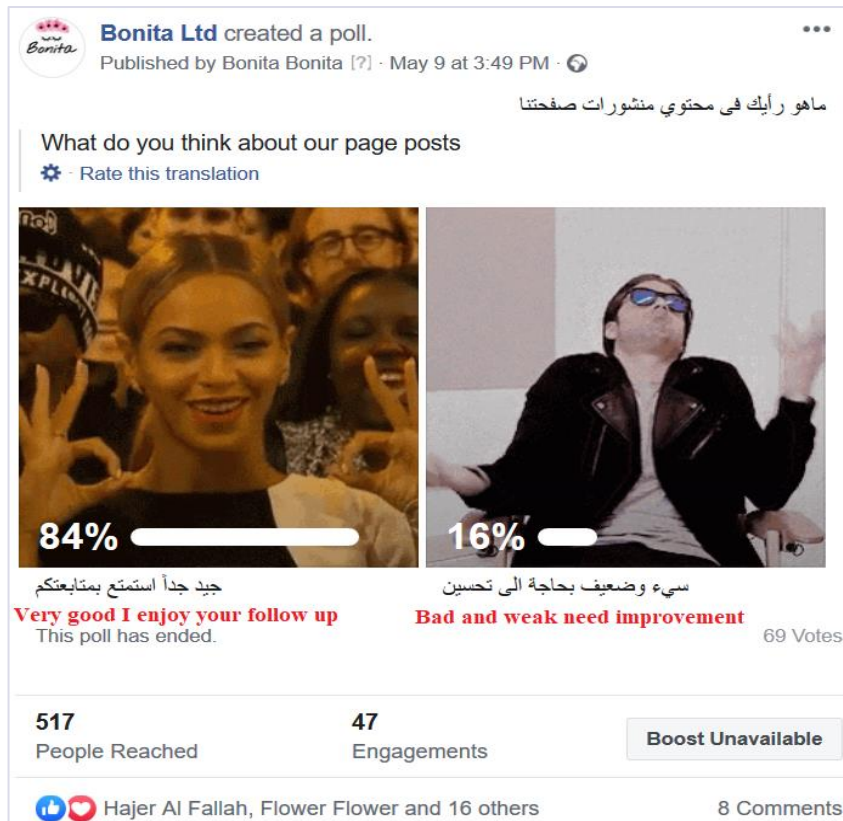 Bonita
Bonita Ltd created a poll.
Published by Bonita Bonita [?] · May 9 at 3:49 PM ·
ماهو رأيك فى محتوي منشورات صفحتنا
What do you think about our page posts
· Rate this translation
XPL
84%
16%
جيد جداً استمتع بمتابعتكم
سيء وضعيف بحاجة الى تحسين
Very good I enjoy your follow up
Bad and weak need improvement
This poll has ended.
69 Votes
517
47
People Reached
Engagements
Boost Unavailable
Hajer Al Fallah, Flower Flower and 16 others
8 Comments